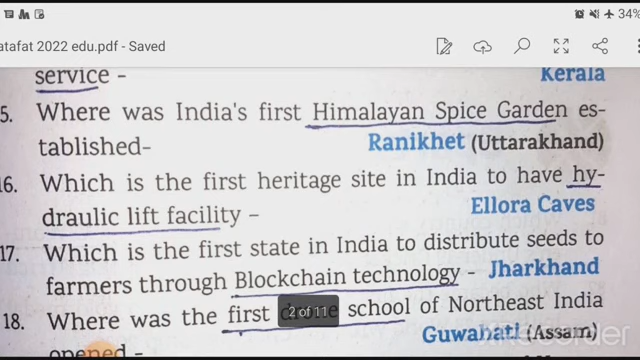 34%
atafat 2022 edu.pdf - Saved
service - Kerala
5. Where was India's first Himalayan Spice Garden es-
tablished- Ranikhet (Uttarakhand)
16. Which is the first heritage site in India to have hy-
draulic lift facility - Ellora Caves
17. Which is the first state in India to distribute seeds to
farmers through Blockchain technology - Jharkhand
2 of 11
18. Where was the first school of Northeast India
opened - Guwahati (Assam)